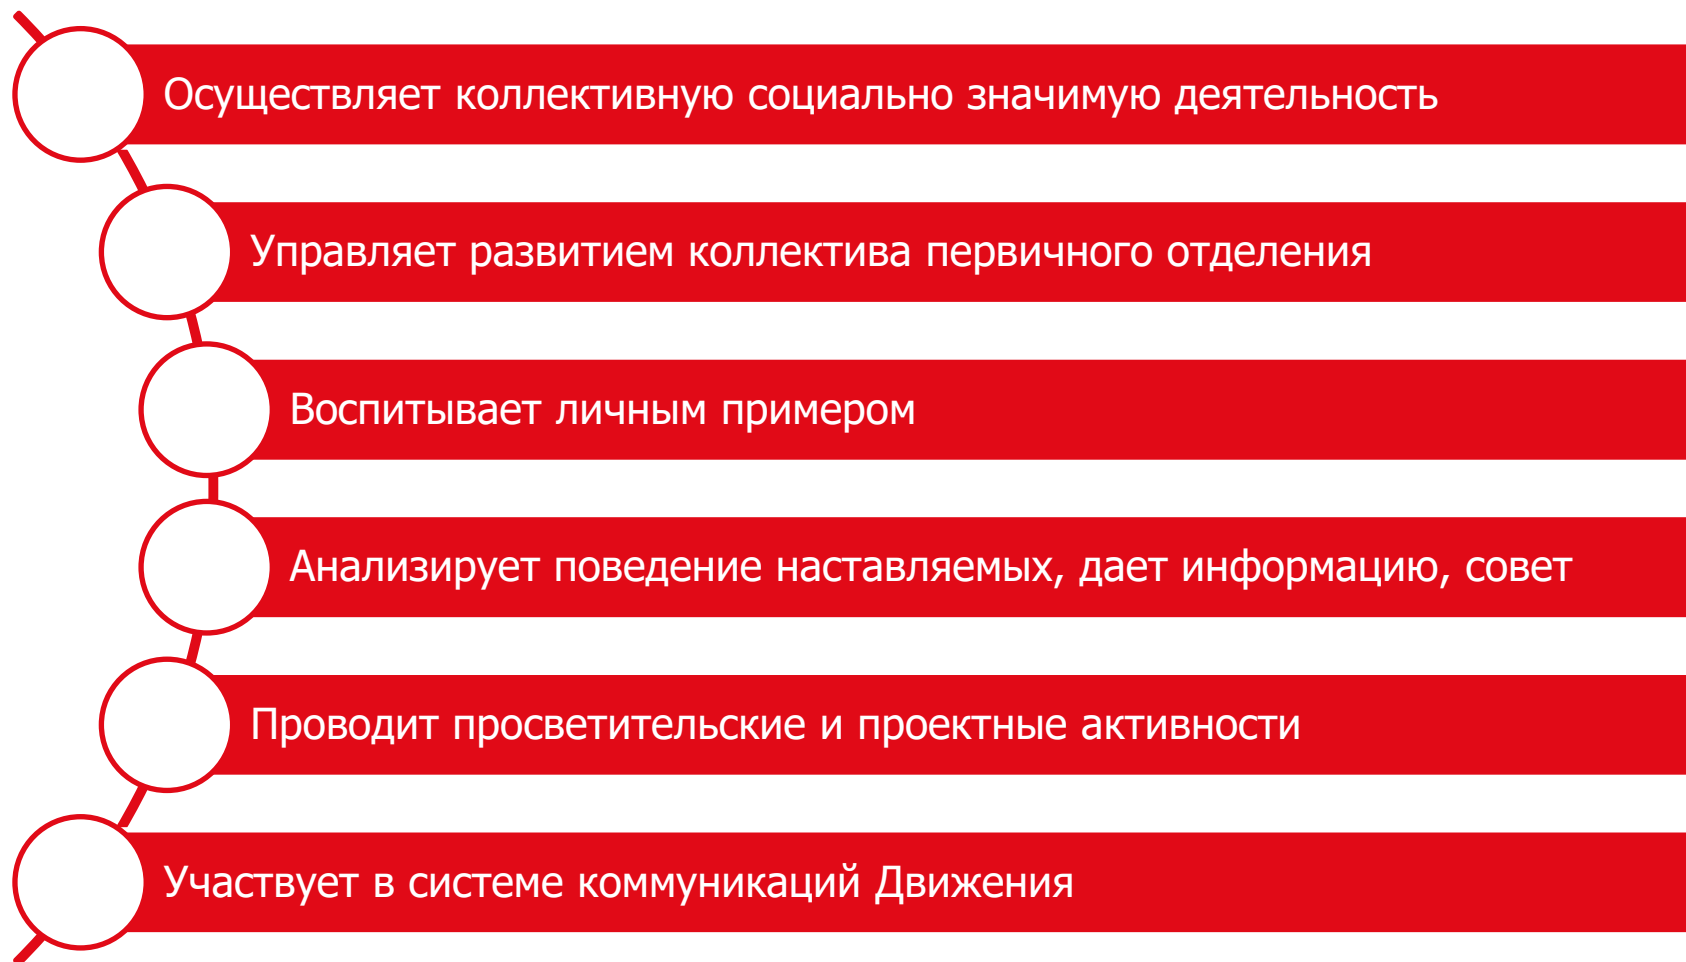 Осуществляет коллективную социально значимую деятельность
Управляет развитием коллектива первичного отделения
Воспитывает личным примером
Анализирует поведение наставляемых, дает информацию, совет
Проводит просветительские и проектные активности
Участвует в системе коммуникаций Движения